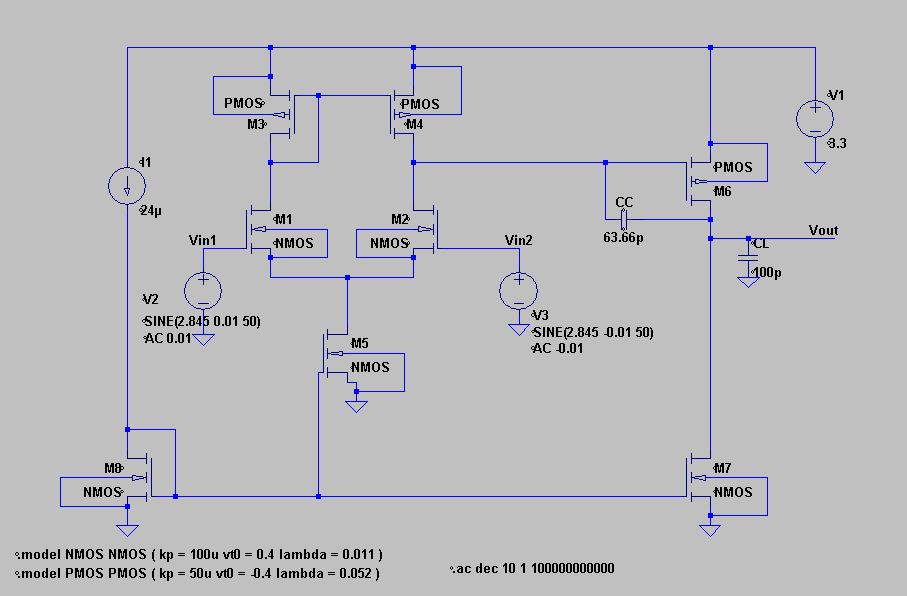 PMOS
M3
PMOS
M4
V1
3.3
I1
24µ
PMOS
M6
M1
NMOS
M2
NMOS
CC
63.66p
Vin1
Vin2
Vout
CL
100p
V2
SINE(2.845 0.01 50)
AC 0.01
V3
SINE(2.845 -0.01 50)
AC -0.01
M5
NMOS
M8
NMOS
M7
NMOS
.model NMOS NMOS ( kp = 100u vt0 = 0.4 lambda = 0.011 )
.model PMOS PMOS ( kp = 50u vt0 = -0.4 lambda = 0.052 )
.ac dec 10 1 100000000000